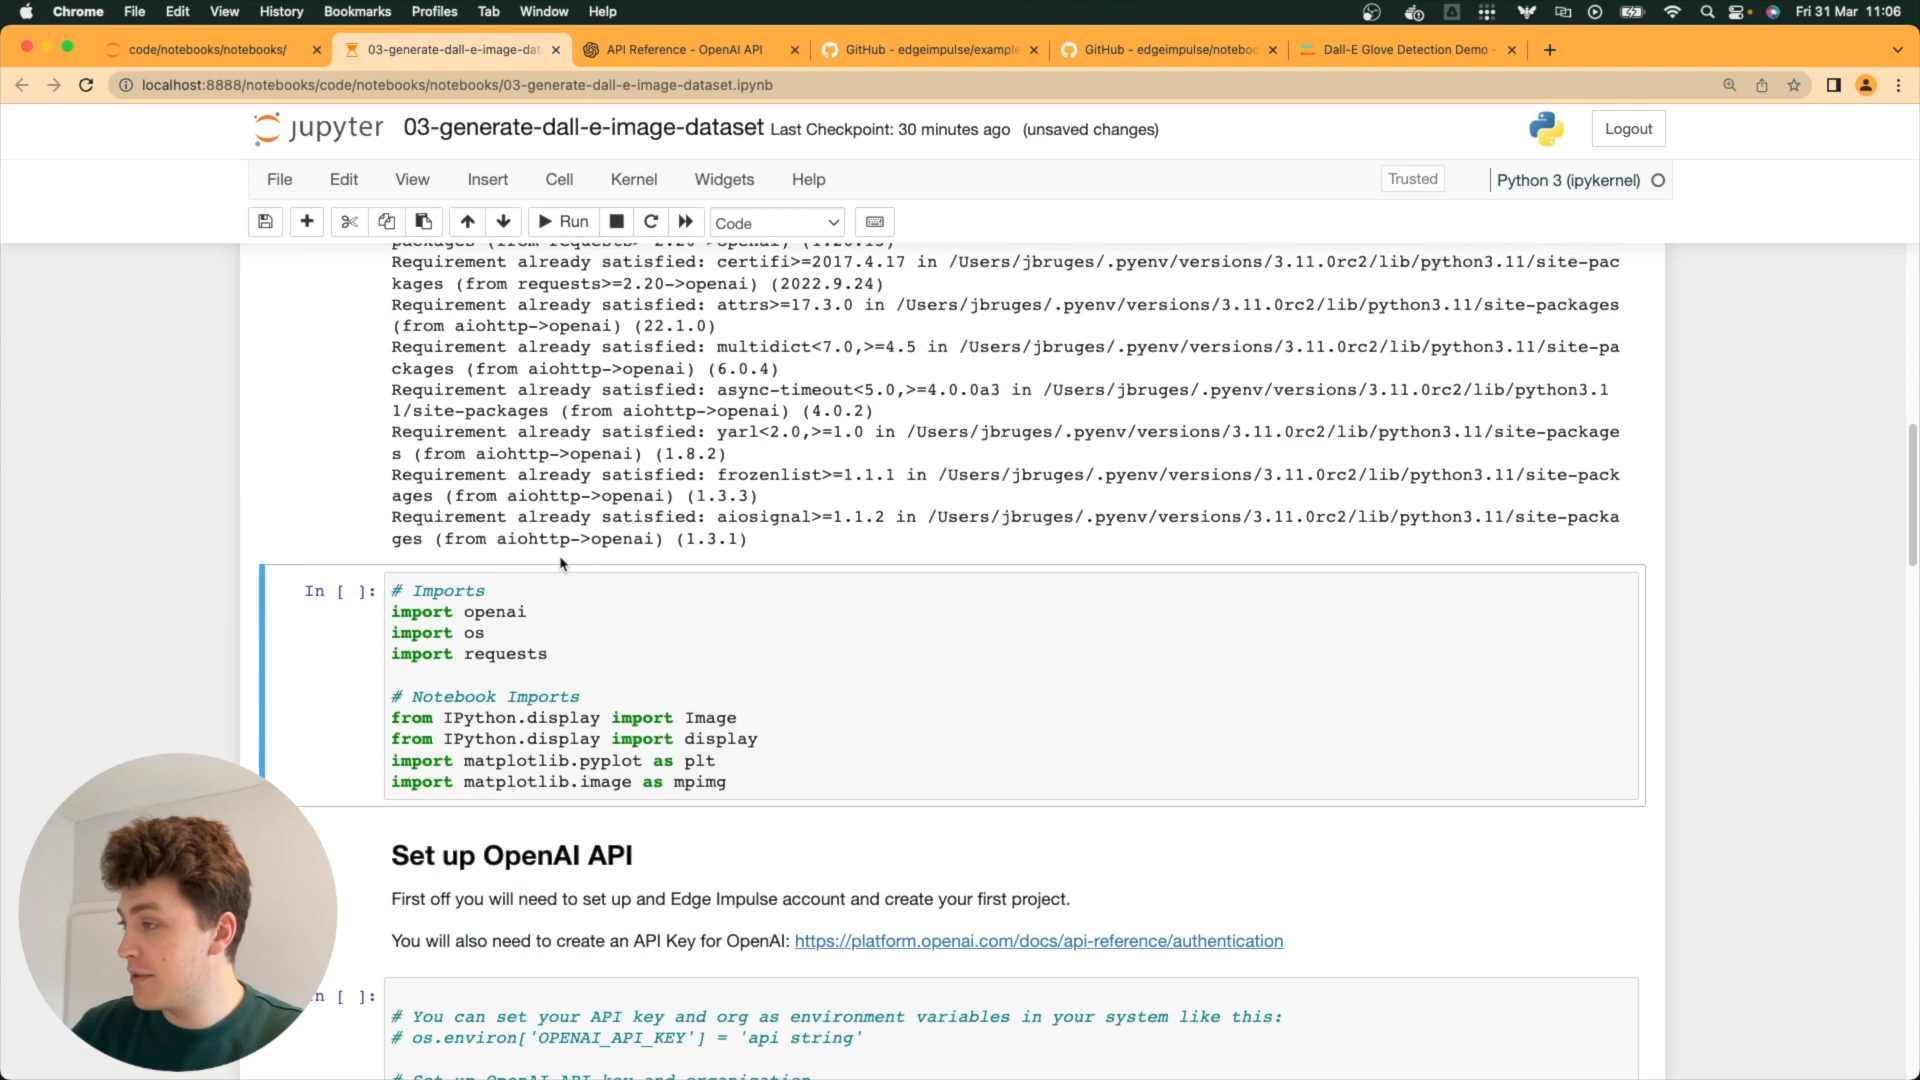 Chrome File Edit View History Bookmarks Profiles Tab Window Help Fri 31 Mar 11:06
code/notebooks/notebooks/ 03-generate-dall-e-image-dat API Reference - OpenAI API GitHub - edgeimpulse/example GitHub - edgeimpulse/notebo Dall-E Glove Detection Demo -
localhost:8888/notebooks/code/notebooks/notebooks/03-generate-dall-e-image-dataset.ipynb
jupyter 03-generate-dall-e-image-dataset Last Checkpoint: 30 minutes ago (unsaved changes) Logout
File Edit View Insert Cell Kernel Widgets Help Trusted Python 3 (ipykernel)
Run Code
Requirement already satisfied: certifi>=2017.4.17 in /Users/jbruges/.pyenv/versions/3.11.0rc2/lib/python3.11/site-pac
kages (from requests>=2.20->openai) (2022.9.24)
Requirement already satisfied: attrs>=17.3.0 in /Users/jbruges/.pyenv/versions/3.11.0rc2/lib/python3.11/site-packages
(from aiohttp->openai) (22.1.0)
Requirement already satisfied: multidict<7.0,>=4.5 in /Users/jbruges/.pyenv/versions/3.11.0rc2/lib/python3.11/site-pa
ckages (from aiohttp->openai) (6.0.4)
Requirement already satisfied: async-timeout<5.0,>=4.0.0a3 in /Users/jbruges/.pyenv/versions/3.11.0rc2/lib/python3.1
1/site-packages (from aiohttp->openai) (4.0.2)
Requirement already satisfied: yarl<2.0,>=1.0 in /Users/jbruges/.pyenv/versions/3.11.0rc2/lib/python3.11/site-package
s (from aiohttp->openai) (1.8.2)
Requirement already satisfied: frozenlist>=1.1.1 in /Users/jbruges/.pyenv/versions/3.11.0rc2/lib/python3.11/site-pack
ages (from aiohttp->openai) (1.3.3)
Requirement already satisfied: aiosignal>=1.1.2 in /Users/jbruges/.pyenv/versions/3.11.0rc2/lib/python3.11/site-packa
ges (from aiohttp->openai) (1.3.1)
In [ ]: # Imports
import openai
import os
import requests
# Notebook Imports
from IPython.display import Image
from IPython.display import display
import matplotlib.pyplot as plt
import matplotlib.image as mpimg
Set up OpenAI API
First off you will need to set up and Edge Impulse account and create your first project.
You will also need to create an API Key for OpenAI: https://platform.openai.com/docs/api-reference/authentication
n [ ]:
# You can set your API key and org as environment variables in your system like this:
# os.environ['OPENAI_API_KEY'] = 'api string'